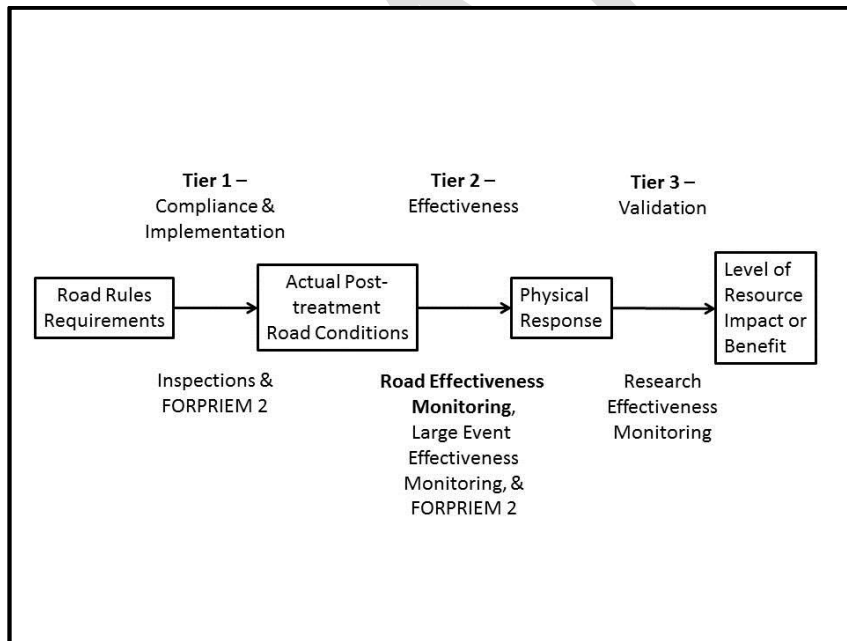 Tier 1 –
Compliance &
Implementation
Tier 2 –
Effectiveness
Tier 3 –
Validation
Road Rules
Requirements
Actual Post-
treatment
Road Conditions
Physical
Response
Level of
Resource
Impact or
Benefit
Inspections &
FORPRIEM 2
Road Effectiveness
Monitoring,
Large Event
Effectiveness
Monitoring, &
FORPRIEM 2
Research
Effectiveness
Monitoring